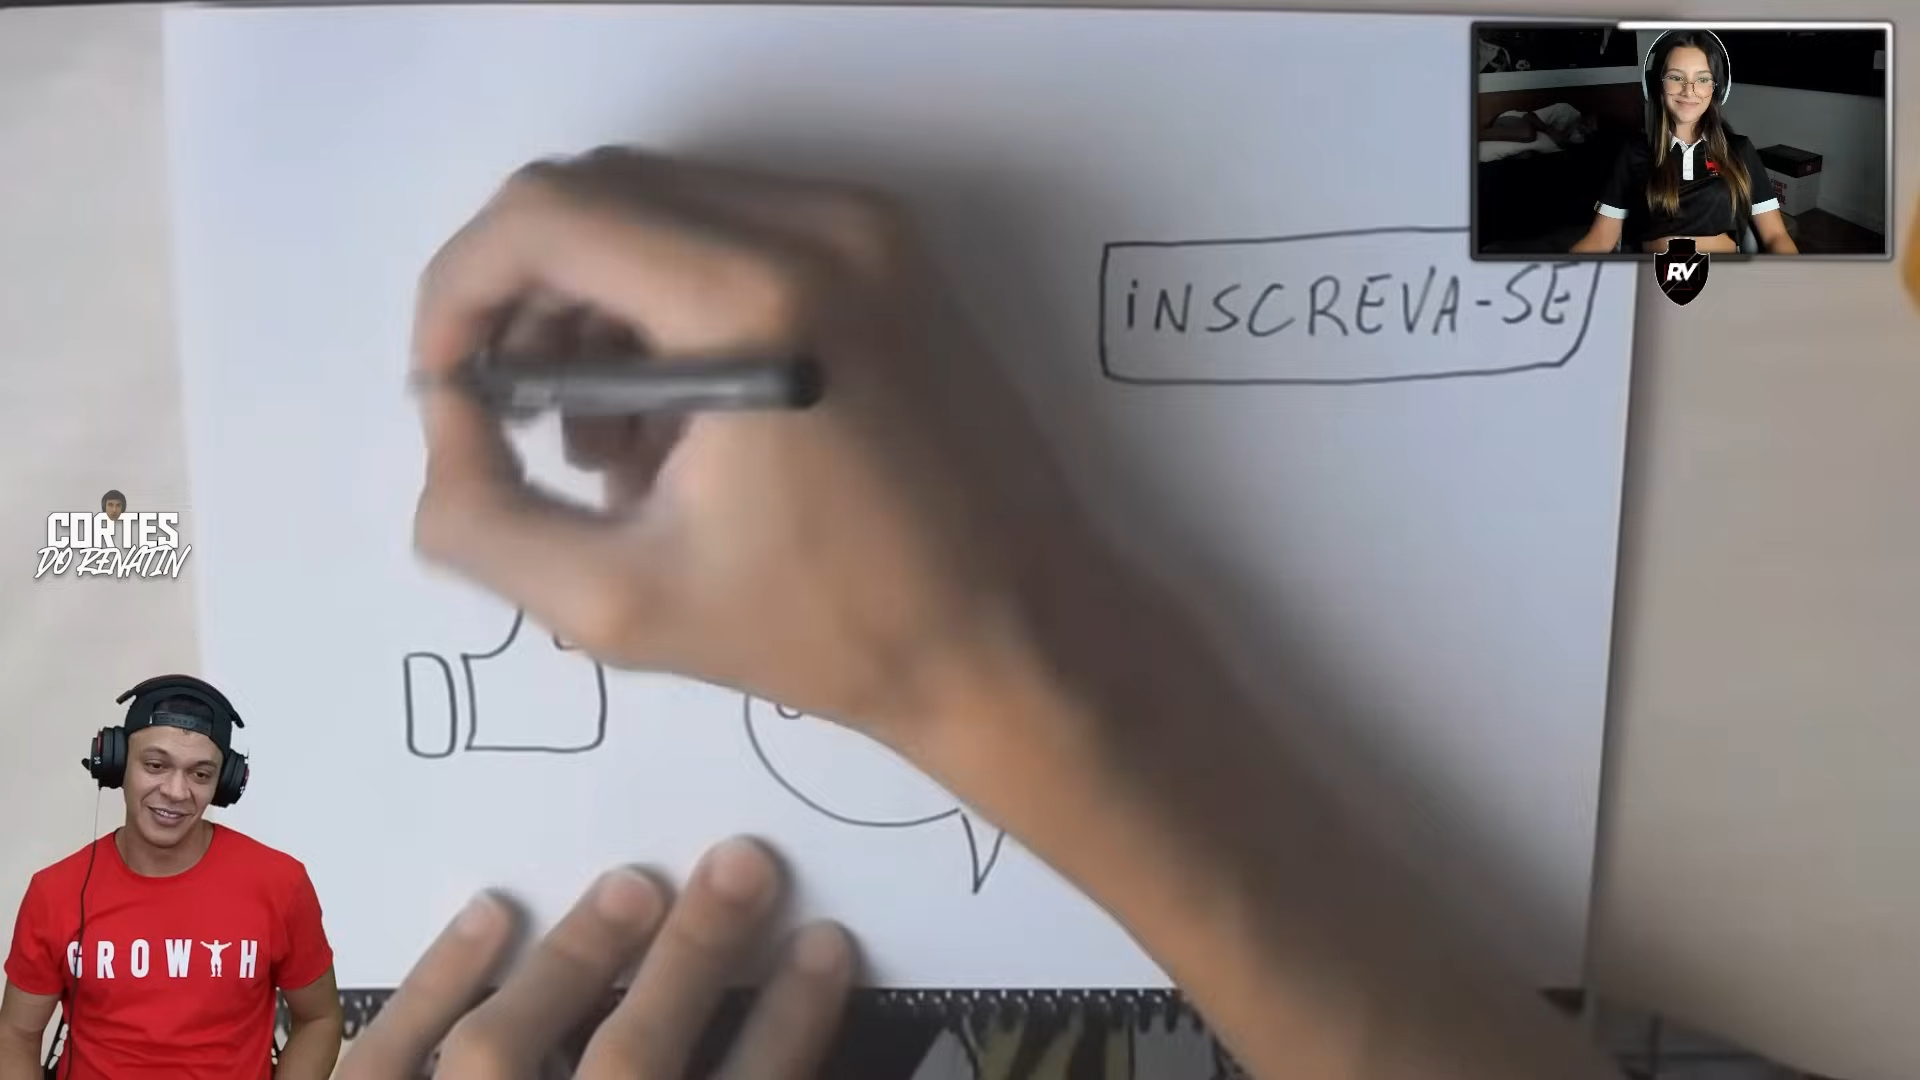 iNSCREVA-SE
RV
CORTES
DO RENATIN
GROWTH